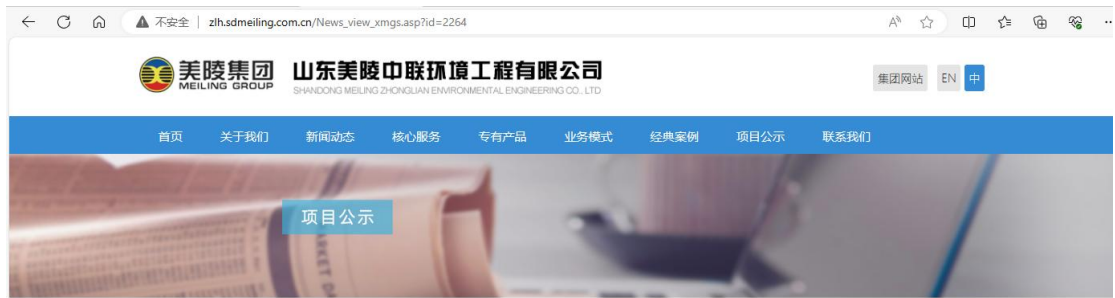 不安全 | zlh.sdmeiling.com.cn/News_view_xmgs.asp?id=2264
美陵集团 山东美陵中联环境工程有限公司
MEILING GROUP SHANDONG MEILING ZHONGLIAN ENVIRONMENTAL ENGINEERING CO., LTD
集团网站 EN 中
首页 关于我们 新闻动态 核心服务 专有产品 业务模式 经典案例 项目公示 联系我们
项目公示
MARKET DA